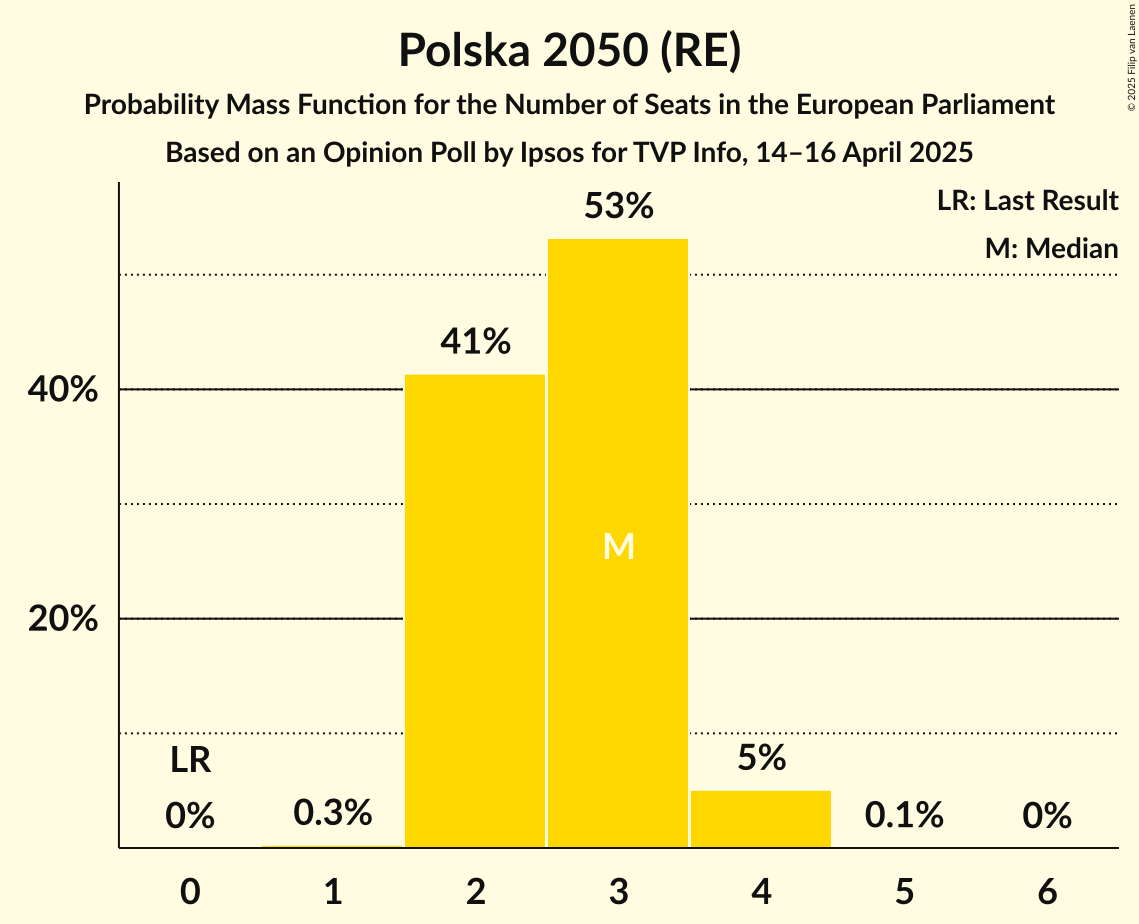 Polska 2050 (RE)
Probability Mass Function for the Number of Seats in the European Parliament
Based on an Opinion Poll by Ipsos for TVP Info, 14–16 April 2025
© 2025 Filip van Laenen
LR: Last Result
M: Median
53%
41%
40%
M
20%
LR
0%
0.3%
5%
0.1%
0%
0 1 2 3 4 5 6